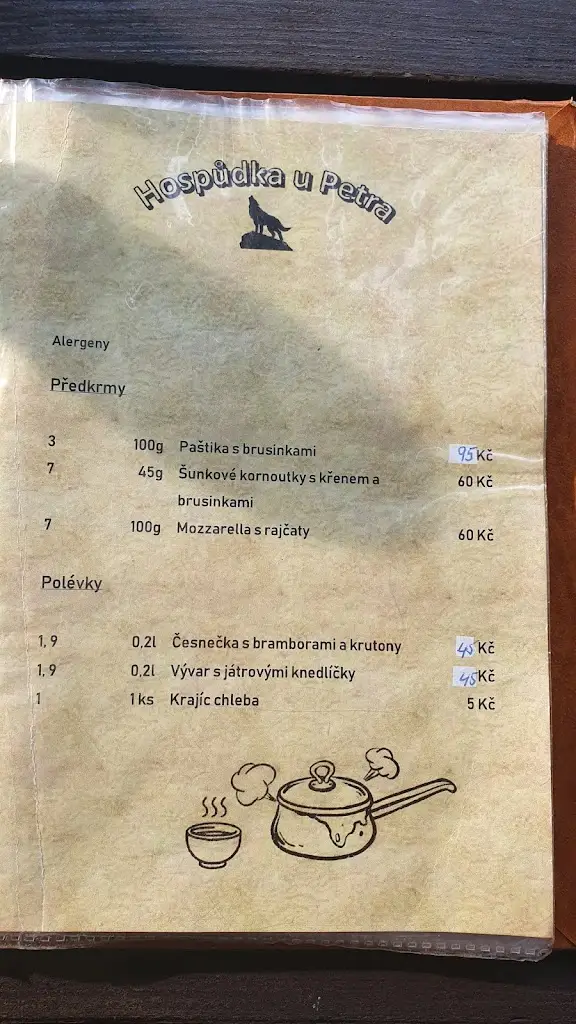 Hospůdka u Petra
Alergeny
Předkrmy
3 100g Paštika s brusinkami 95 Kč
7 45g Šunkové kornoutky s křenem a 60 Kč
brusinkami
7 100g Mozzarella s rajčaty 60 Kč
Polévky
1, 9 0,2l Česnečka s bramborami a krutony 45 Kč
1, 9 0,2l Vývar s játrovými knedlíčky 45 Kč
1 1 ks Krajíc chleba 5 Kč